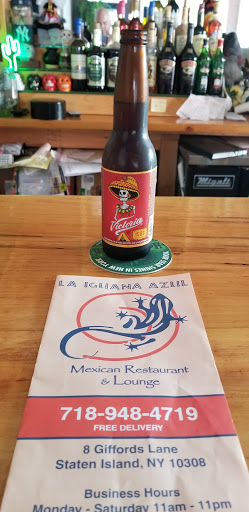 Victoria
LA IGUANA AZUL
Mexican Restaurant
& Lounge
718-948-4719
FREE DELIVERY
8 Giffords Lane
Staten Island, NY 10308
Business Hours
Monday - Saturday 11am - 11pm